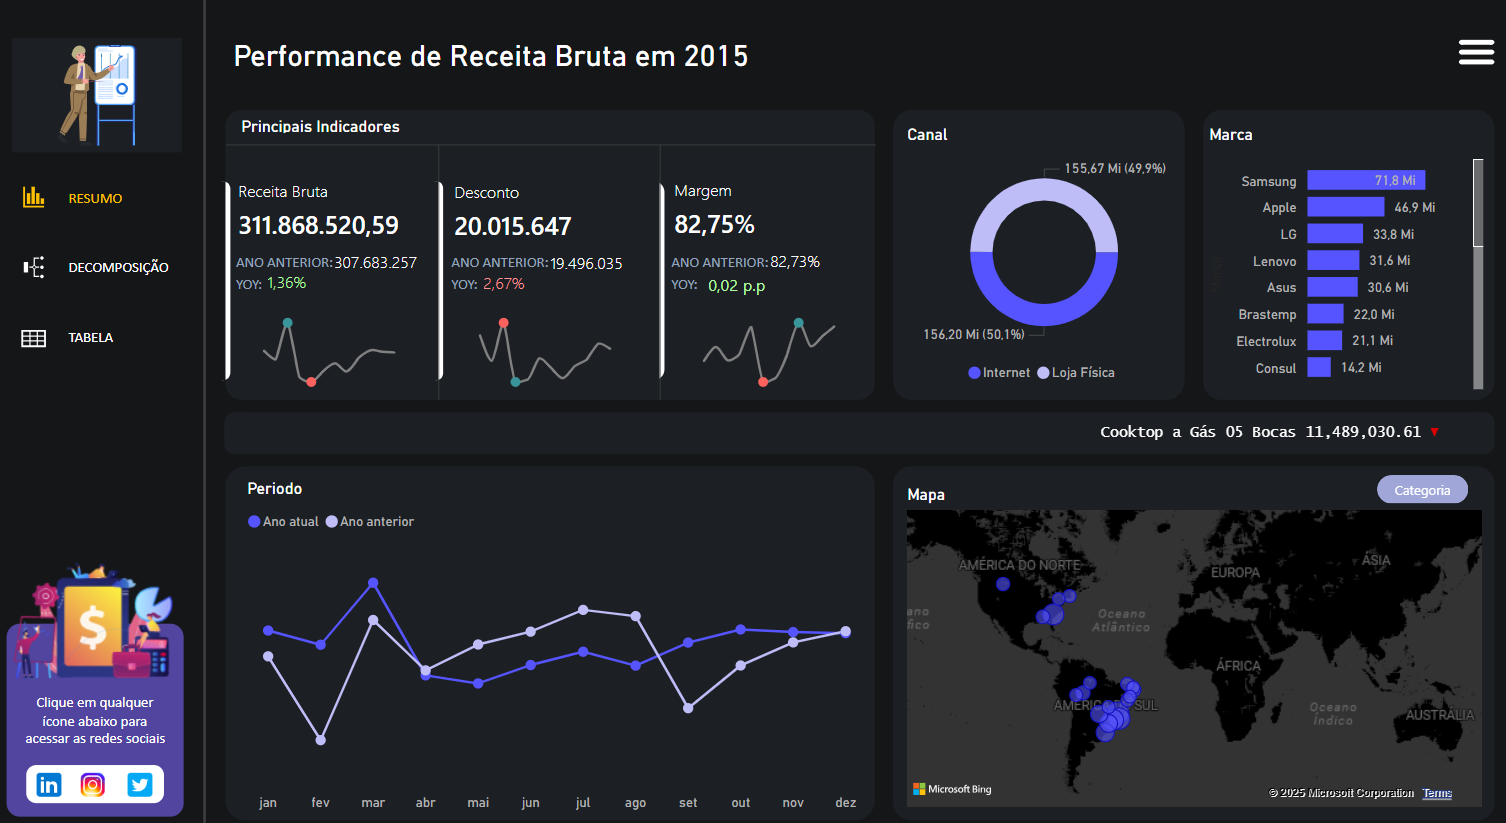 Performance de Receita Bruta em 2015
RESUMO
DECOMPOSIÇÃO
TABELA
Clique em qualquer
ícone abaixo para
acessar as redes sociais
in
Principais Indicadores
Receita Bruta
311.868.520,59
ANO ANTERIOR: 307.683.257
YOY: 1,36%
Desconto
20.015.647
ANO ANTERIOR: 19.496.035
YOY: 2,67%
Margem
82,75%
ANO ANTERIOR: 82,73%
YOY: 0,02 p.p
Canal
155,67 Mi (49,9%)
156,20 Mi (50,1%)
Internet Loja Física
Marca
Samsung 71,8 Mi
Apple 46,9 Mi
LG 33,8 Mi
Lenovo 31,6 Mi
Asus 30,6 Mi
Brastemp 22,0 Mi
Electrolux 21,1 Mi
Consul 14,2 Mi
Cooktop a Gás 05 Bocas 11,489,030.61 ▼
Periodo
Ano atual Ano anterior
jan fev mar abr mai jun jul ago set out nov dez
Mapa
Categoria
AMÉRICA DO NORTE
EUROPA
ÁSIA
ano
fico
Oceano
Atlântico
ÁFRICA
AMÉRICA DO SUL
Oceano
Índico
AUSTRÁLIA
Microsoft Bing
© 2025 Microsoft Corporation Terms